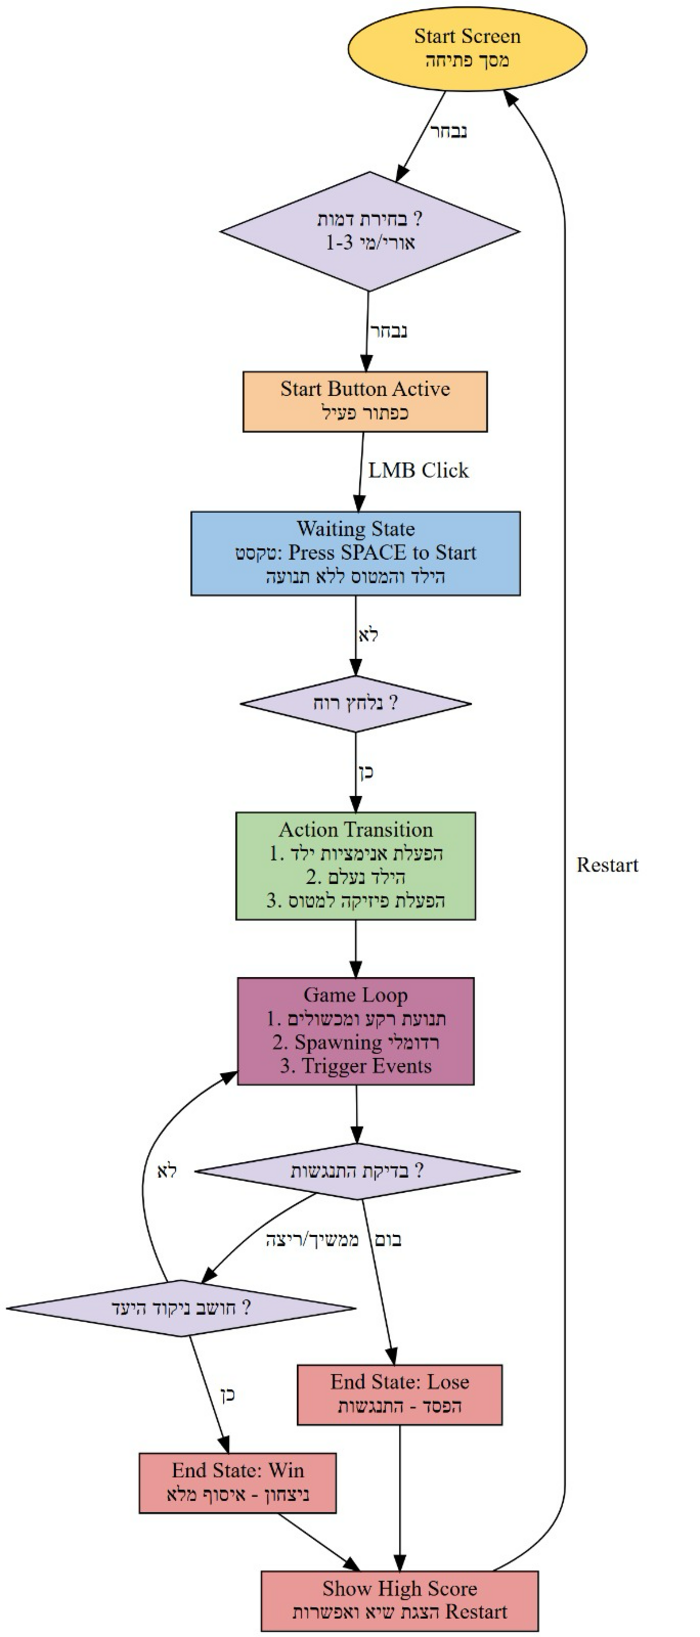 Start Screen
מסך פתיחה
נבחר
בחירת דמות ?
אורי/מי 1-3
נבחר
Start Button Active
כפתור פעיל
LMB Click
Waiting State
טקסט: Press SPACE to Start
הילד והמטוס ללא תנועה
לא
נלחץ רוח ?
כן
Action Transition
1. הפעלת אנימציות ילד
2. הילד נעלם
3. הפעלת פיזיקה למטוס
Restart
Game Loop
1. תנועת רקע ומכשולים
2. Spawning רדומלי
3. Trigger Events
לא
בדיקת התנגשות ?
ממשיך/ריצה
בום
חושב ניקוד היעד ?
כן
End State: Lose
הפסד - התנגשות
End State: Win
ניצחון - איסוף מלא
Show High Score
הצגת שיא ואפשרות Restart